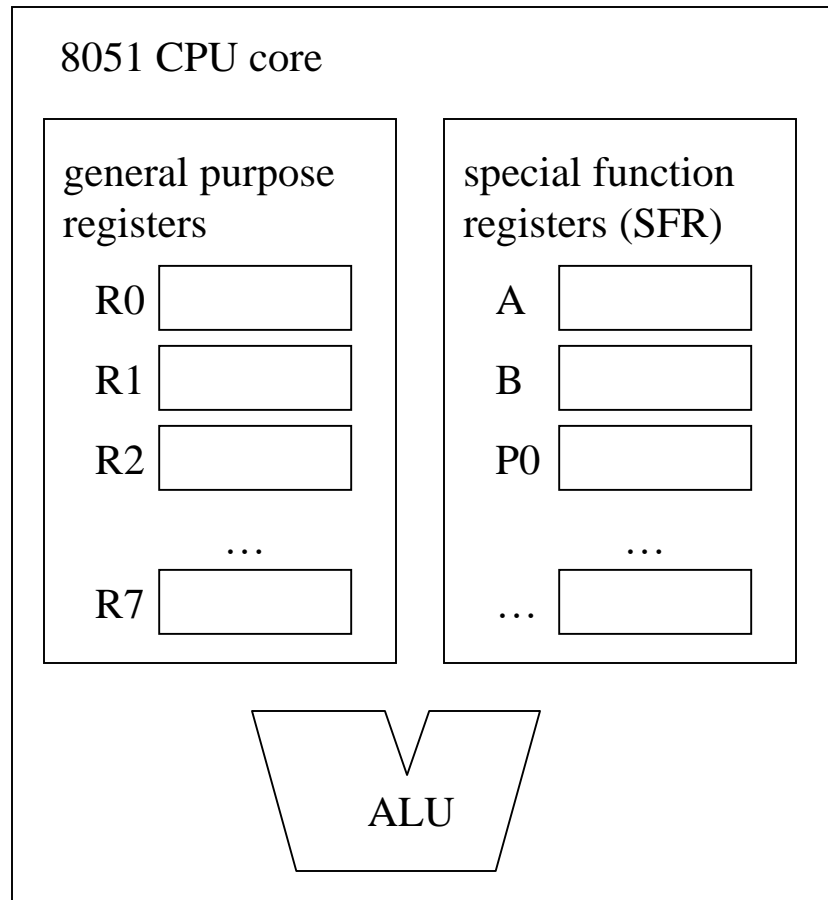 8051 CPU core
general purpose
registers
R0
R1
R2
…
R7
special function
registers (SFR)
A
B
P0
…
…
ALU